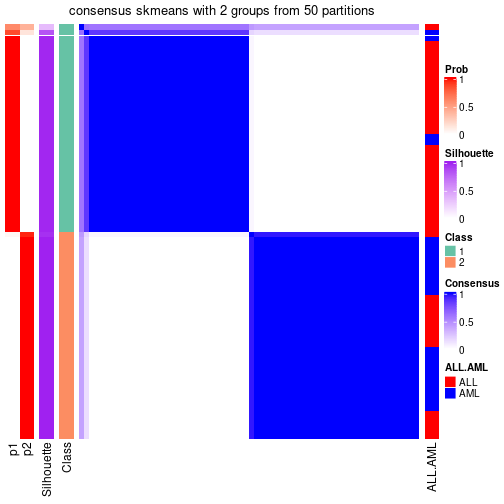 consensus skmeans with 2 groups from 50 partitions
Prob
1
0.5
0
Silhouette
1
0.5
0
Class
1
2
Consensus
1
0.5
0
ALL.AML
ALL
AML
p1
p2
Silhouette
Class
ALL.AML